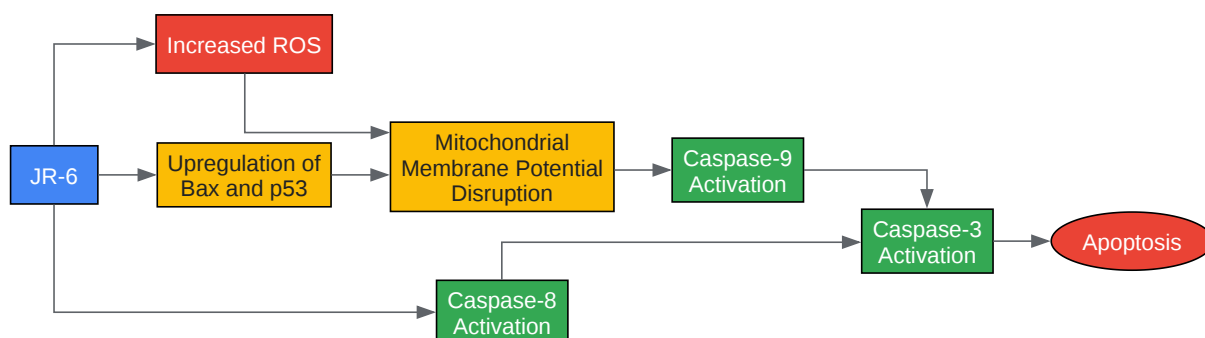 Increased ROS
JR-6
Upregulation of
Bax and p53
Mitochondrial
Membrane Potential
Disruption
Caspase-9
Activation
Caspase-3
Activation
Apoptosis
Caspase-8
Activation